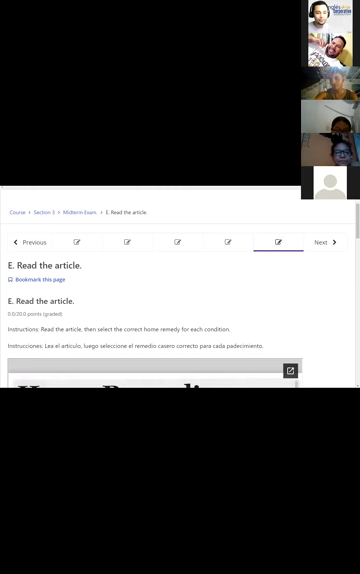 Course > Section 3 > Midterm Exam. > E. Read the article.
Previous
Next
E. Read the article.
Bookmark this page
E. Read the article.
0.0/20.0 points (graded)
Instructions: Read the article, then select the correct home remedy for each condition.
Instrucciones: Lea el artículo, luego seleccione el remedio casero correcto para cada padecimiento.